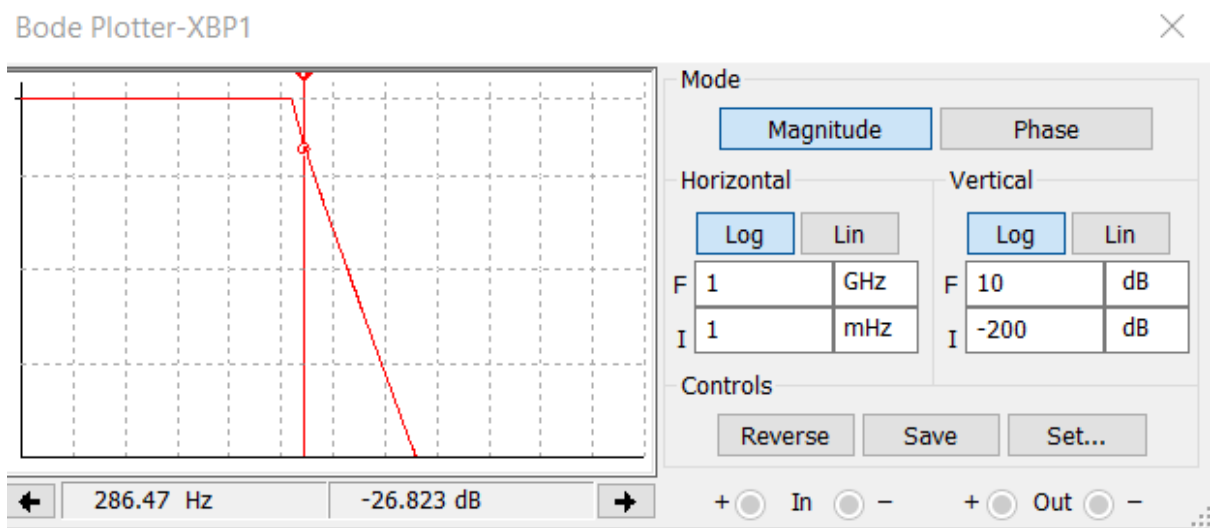 Bode Plotter-XBP1
Mode
Magnitude Phase
Horizontal Vertical
Log Lin Log Lin
F 1 GHz F 10 dB
I 1 mHz I -200 dB
Controls
Reverse Save Set...
286.47 Hz -26.823 dB + In − + Out −